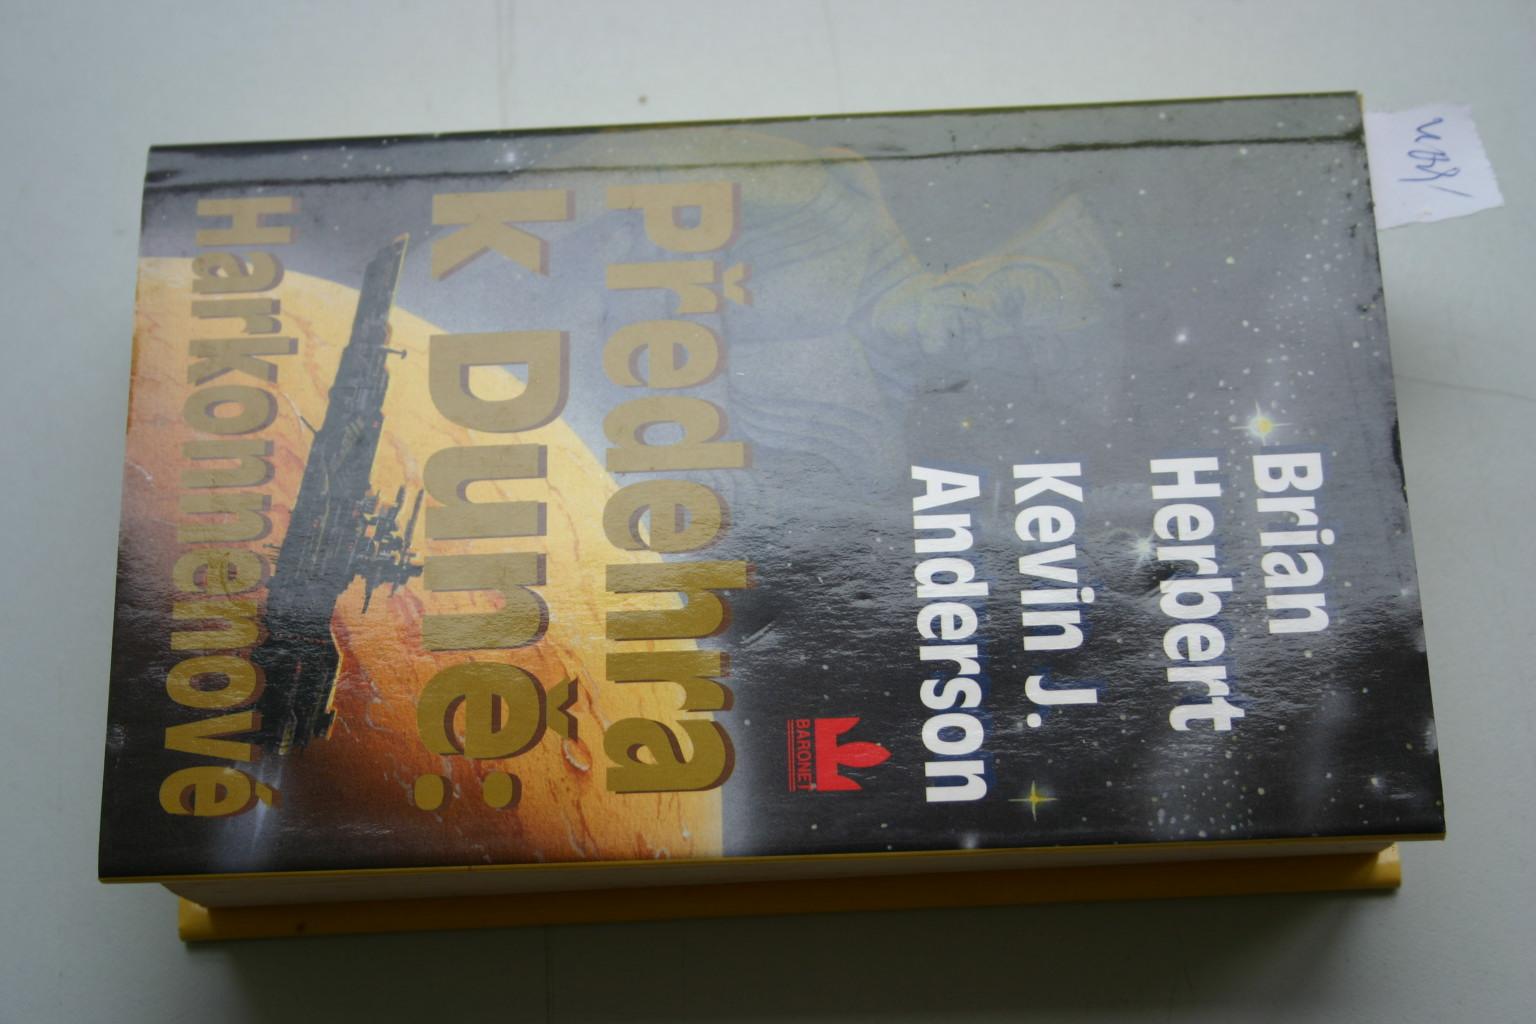 Brian
Herbert
Kevin J.
Anderson
BARONET
Předehra
K Duně:
Harkonnenové